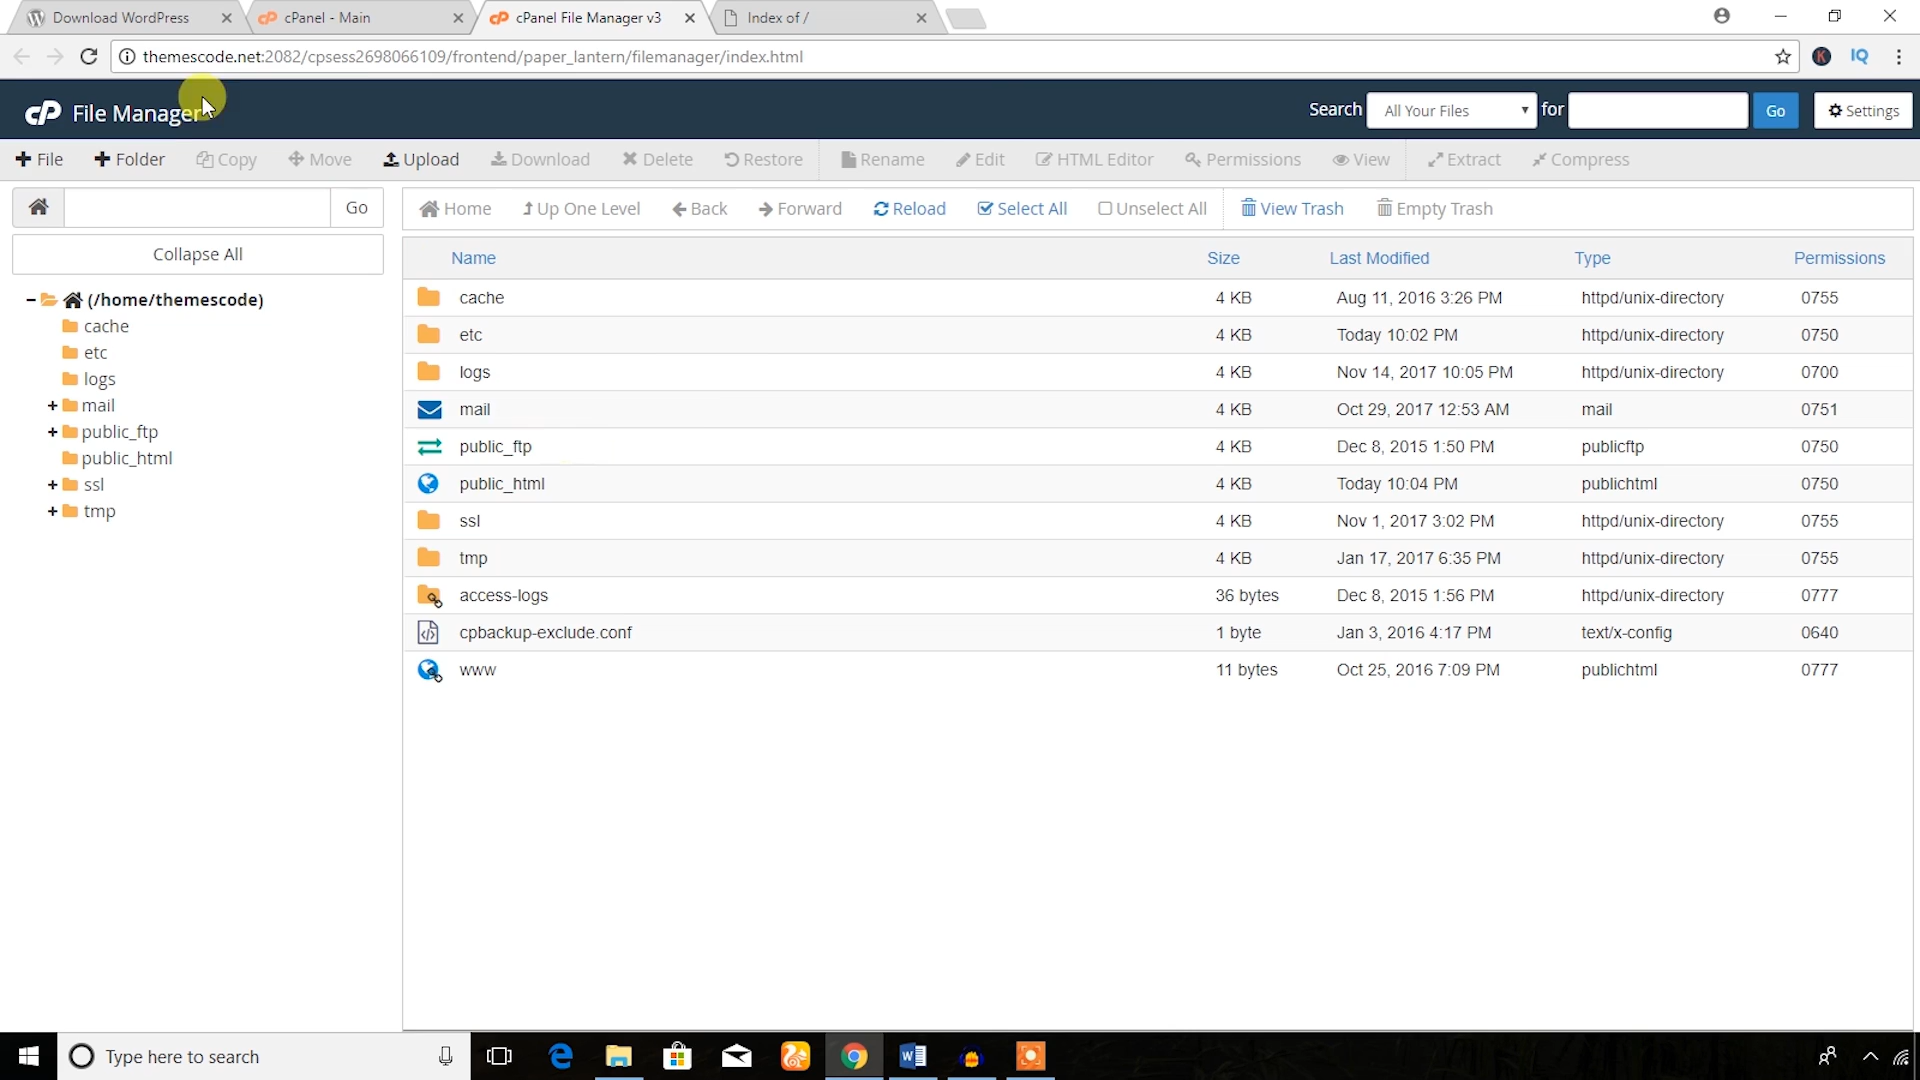 Download WordPress
cPanel - Main
cPanel File Manager v3
Index of /
themescode.net:2082/cpsess2698066109/frontend/paper_lantern/filemanager/index.html
K
IQ
cP File Manager
Search All Your Files for Go Settings
File Folder Copy Move Upload Download Delete Restore Rename Edit HTML Editor Permissions View Extract Compress
Go
Home Up One Level Back Forward Reload Select All Unselect All View Trash Empty Trash
Collapse All
(/home/themescode)
cache
etc
logs
mail
public_ftp
public_html
ssl
tmp
Name Size Last Modified Type Permissions
cache 4 KB Aug 11, 2016 3:26 PM httpd/unix-directory 0755
etc 4 KB Today 10:02 PM httpd/unix-directory 0750
logs 4 KB Nov 14, 2017 10:05 PM httpd/unix-directory 0700
mail 4 KB Oct 29, 2017 12:53 AM mail 0751
public_ftp 4 KB Dec 8, 2015 1:50 PM publicftp 0750
public_html 4 KB Today 10:04 PM publichtml 0750
ssl 4 KB Nov 1, 2017 3:02 PM httpd/unix-directory 0755
tmp 4 KB Jan 17, 2017 6:35 PM httpd/unix-directory 0755
access-logs 36 bytes Dec 8, 2015 1:56 PM httpd/unix-directory 0777
cpbackup-exclude.conf 1 byte Jan 3, 2016 4:17 PM text/x-config 0640
www 11 bytes Oct 25, 2016 7:09 PM publichtml 0777
Type here to search